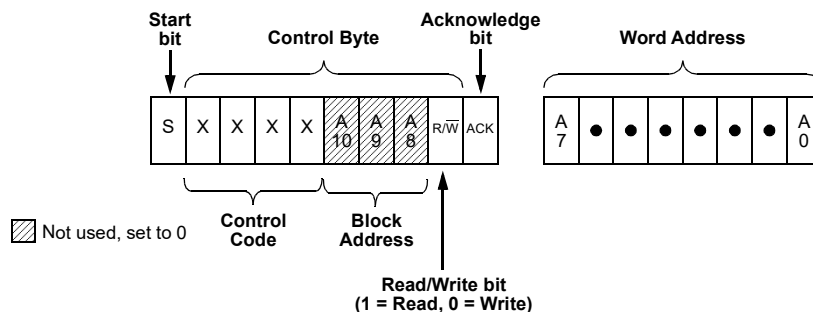 Start
bit
Control Byte
Acknowledge
bit
Word Address
S X X X X A
10 A
9 A
8 R/W̅ ACK A
7 ● ● ● ● ● ● A
0
Control
Code
Block
Address
Not used, set to 0
Read/Write bit
(1 = Read, 0 = Write)